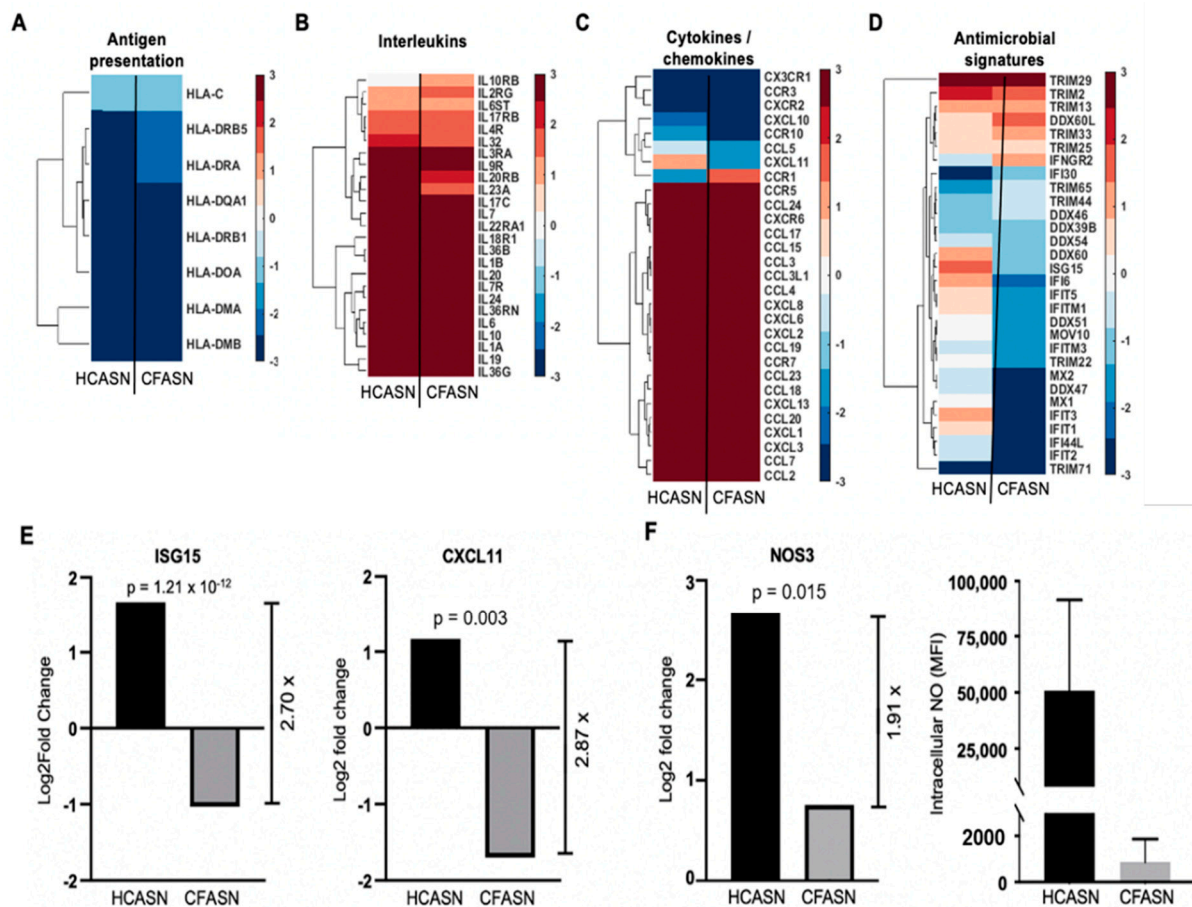 A
Antigen
presentation
HLA-C
HLA-DRB5
HLA-DRA
HLA-DQA1
HLA-DRB1
HLA-DOA
HLA-DMA
HLA-DMB
3
2
1
0
-1
-2
-3
HCASN CFASN
B
Interleukins
IL10RB
IL2RG
IL6ST
IL17RB
IL4R
IL32
IL3RA
IL9R
IL20RB
IL23A
IL17C
IL7
IL22RA1
IL18R1
IL36B
IL1B
IL20
IL7R
IL24
IL36RN
IL6
IL10
IL1A
IL19
IL36G
3
2
1
0
-1
-2
-3
HCASN CFASN
C
Cytokines /
chemokines
CX3CR1
CCR3
CXCR2
CXCL10
CCR10
CCL5
CXCL11
CCR1
CCR5
CCL24
CXCR6
CCL17
CCL15
CCL3
CCL3L1
CCL4
CXCL8
CXCL6
CXCL2
CCL19
CCR7
CCL23
CCL18
CXCL13
CCL20
CXCL1
CXCL3
CCL7
CCL2
3
2
1
0
-1
-2
-3
HCASN CFASN
D
Antimicrobial
signatures
TRIM29
TRIM2
TRIM13
DDX60L
TRIM33
TRIM25
IFNGR2
IFI30
TRIM65
TRIM44
DDX46
DDX39B
DDX54
DDX60
ISG15
IFI6
IFIT5
IFITM1
DDX51
MOV10
IFITM3
TRIM22
MX2
DDX47
MX1
IFIT3
IFIT1
IFI44L
IFIT2
TRIM71
3
2
1
0
-1
-2
-3
HCASN CFASN
E
ISG15
p = 1.21 x 10-12
Log2Fold Change
2
1
0
-1
-2
2.70 x
HCASN CFASN
CXCL11
p = 0.003
Log2 fold change
2
1
0
-1
-2
2.87 x
HCASN CFASN
F
NOS3
p = 0.015
Log2 fold change
3
2
1
0
1.91 x
HCASN CFASN
Intracellular NO (MFI)
100,000
75,000
50,000
25,000
2000
0
HCASN CFASN